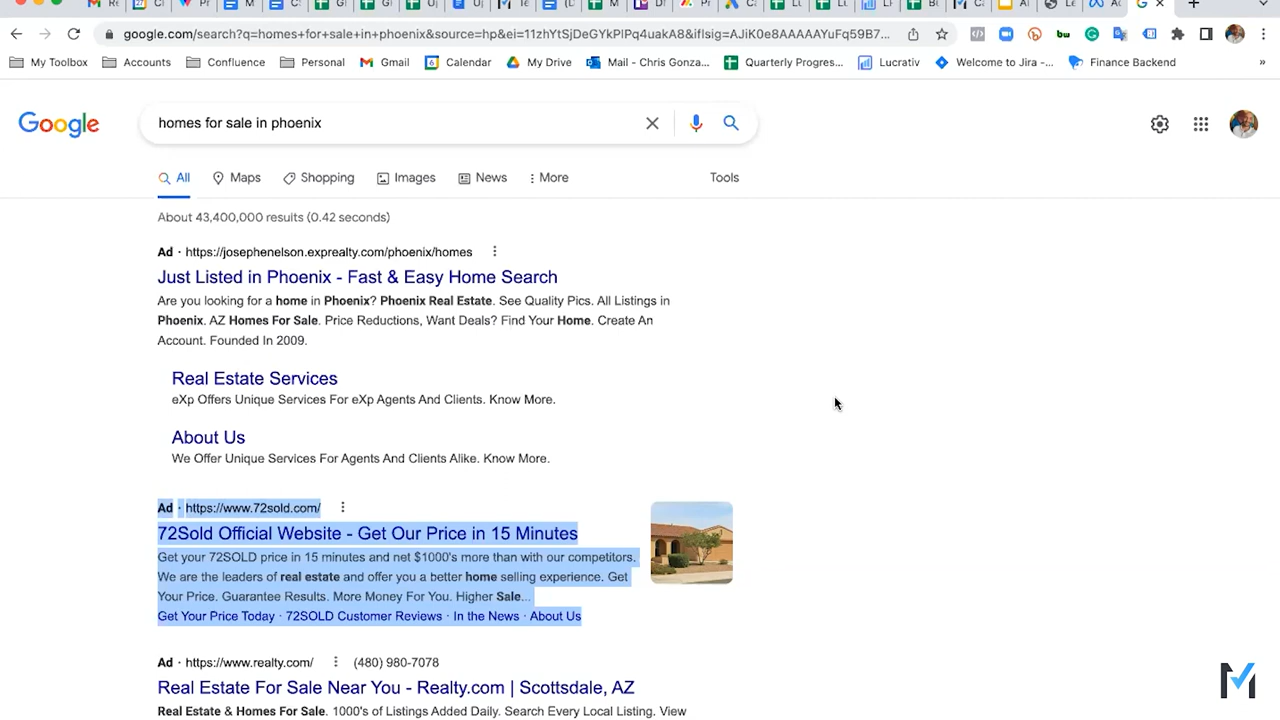 google.com/search?q=homes+for+sale+in+phoenix&source=hp&ei=11zhYtSjDeGYkPIPq4uakA8&iflsig=AJiK0e8AAAAAYuFq59B7...
My Toolbox Accounts Confluence Personal Gmail Calendar My Drive Mail - Chris Gonza... Quarterly Progres... Lucrativ Welcome to Jira -... Finance Backend »
Google
homes for sale in phoenix
All Maps Shopping Images News More Tools
About 43,400,000 results (0.42 seconds)
Ad · https://josephenelson.exprealty.com/phoenix/homes
Just Listed in Phoenix - Fast & Easy Home Search
Are you looking for a home in Phoenix? Phoenix Real Estate. See Quality Pics. All Listings in
Phoenix. AZ Homes For Sale. Price Reductions, Want Deals? Find Your Home. Create An
Account. Founded In 2009.
Real Estate Services
eXp Offers Unique Services For eXp Agents And Clients. Know More.
About Us
We Offer Unique Services For Agents And Clients Alike. Know More.
Ad · https://www.72sold.com/
72Sold Official Website - Get Our Price in 15 Minutes
Get your 72SOLD price in 15 minutes and net $1000's more than with our competitors.
We are the leaders of real estate and offer you a better home selling experience. Get
Your Price. Guarantee Results. More Money For You. Higher Sale...
Get Your Price Today · 72SOLD Customer Reviews · In the News · About Us
Ad · https://www.realty.com/ (480) 980-7078
Real Estate For Sale Near You - Realty.com | Scottsdale, AZ
Real Estate & Homes For Sale. 1000's of Listings Added Daily. Search Every Local Listing. View